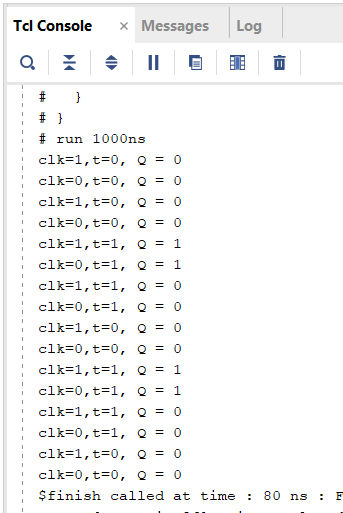 Tcl Console × Messages Log
# }
# }
# run 1000ns
clk=1,t=0, Q = 0
clk=0,t=0, Q = 0
clk=1,t=0, Q = 0
clk=0,t=0, Q = 0
clk=1,t=1, Q = 1
clk=0,t=1, Q = 1
clk=1,t=1, Q = 0
clk=0,t=1, Q = 0
clk=1,t=0, Q = 0
clk=0,t=0, Q = 0
clk=1,t=1, Q = 1
clk=0,t=1, Q = 1
clk=1,t=1, Q = 0
clk=0,t=1, Q = 0
clk=1,t=0, Q = 0
clk=0,t=0, Q = 0
$finish called at time : 80 ns : F